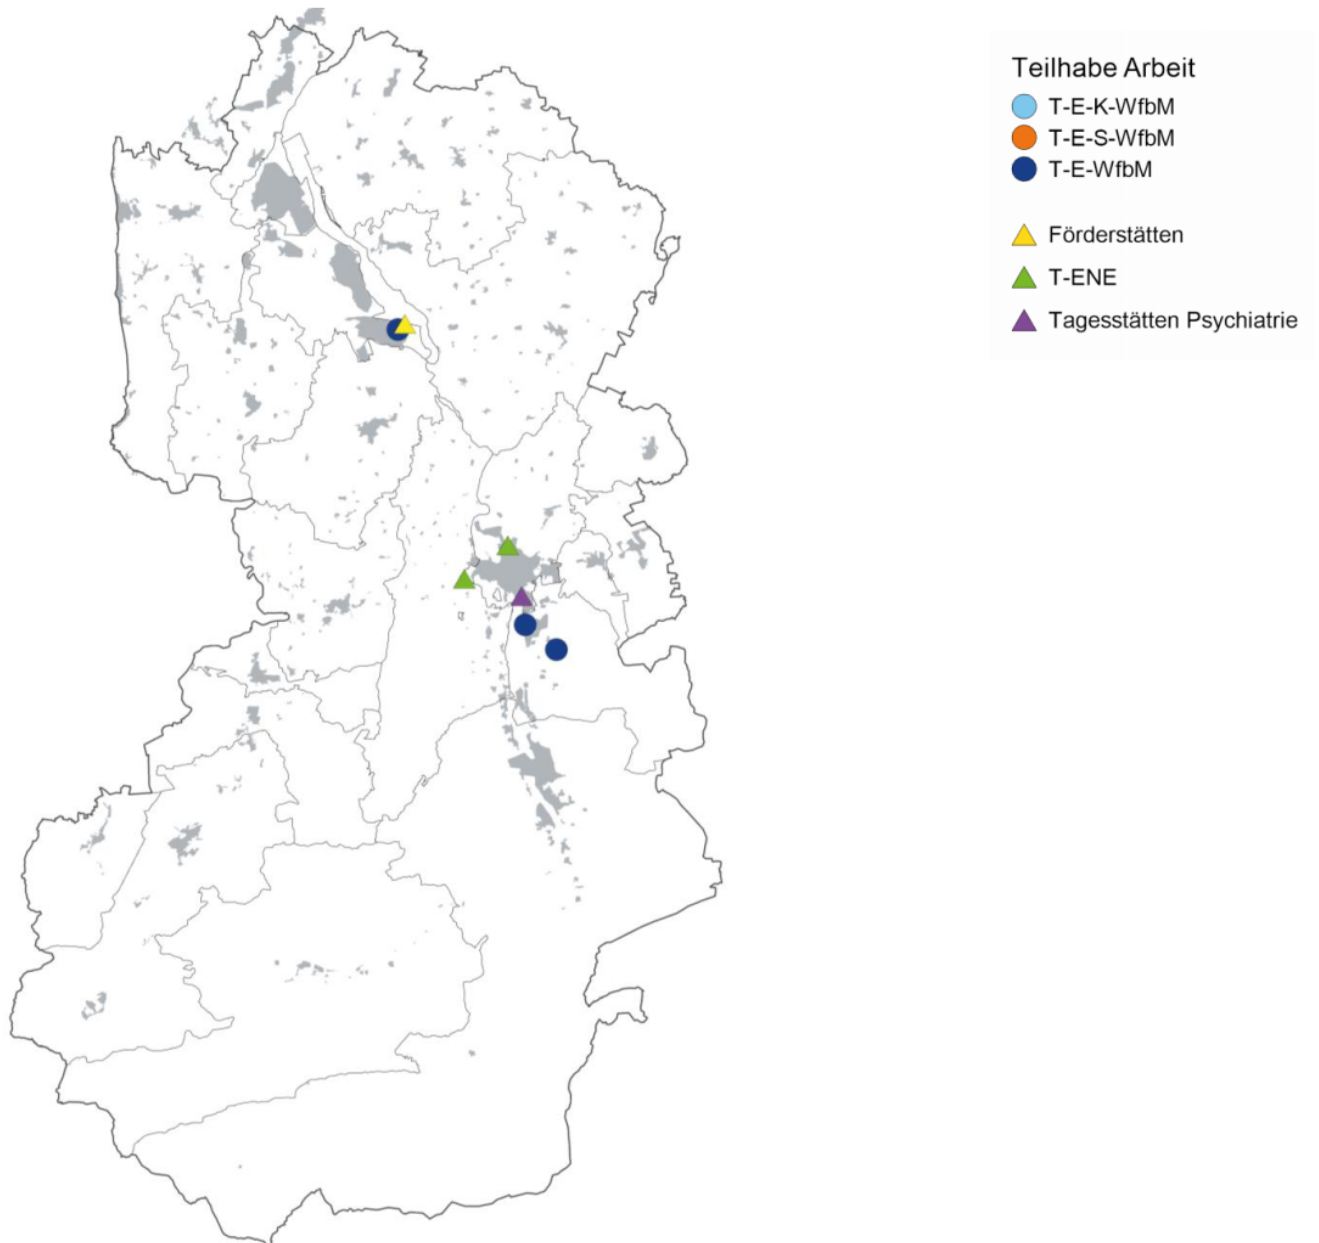 Teilhabe Arbeit
T-E-K-WfbM
T-E-S-WfbM
T-E-WfbM
Förderstätten
T-ENE
Tagesstätten Psychiatrie